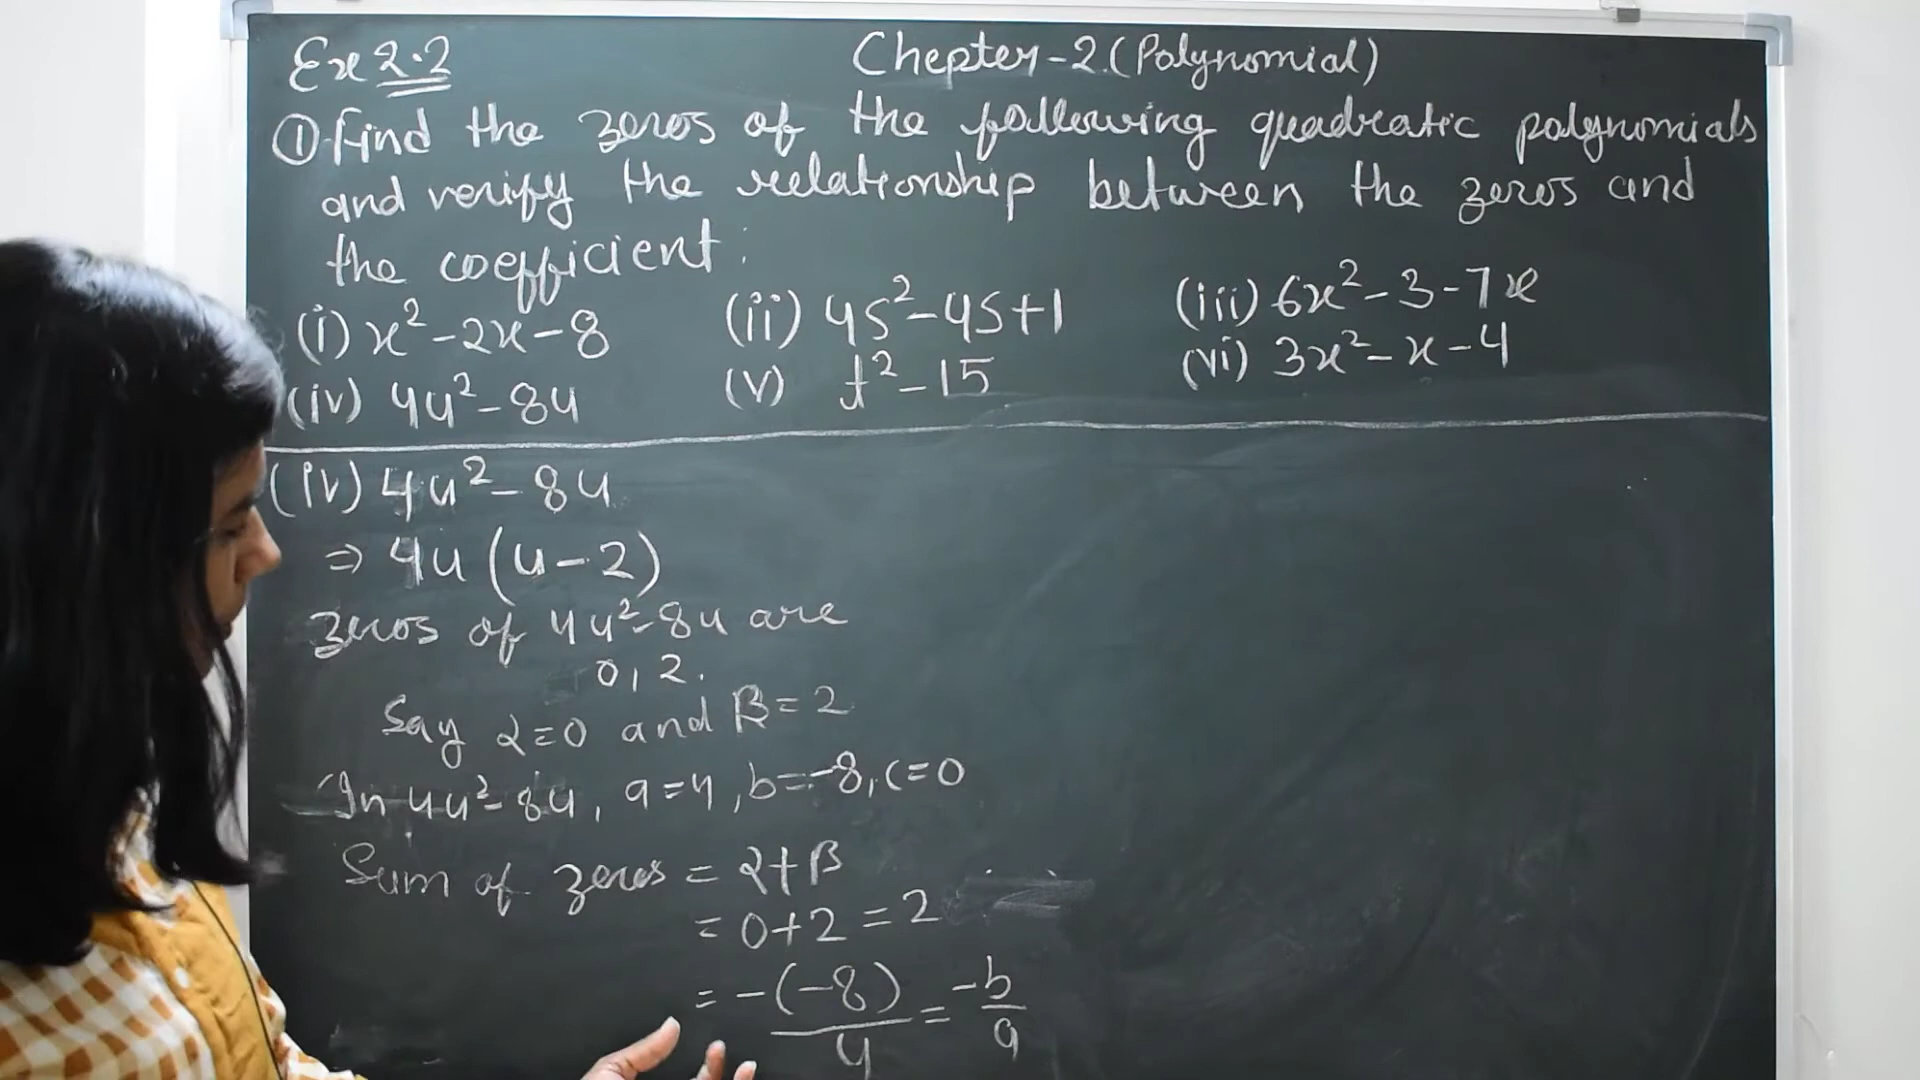 Ex 2.2 Chepter-2.(Polynomial)
① Find the zeros of the following quadratic polynomials
and verify the relationship between the zeros and
the coefficient:
(i) x² - 2x - 8 (ii) 4s² - 4s + 1 (iii) 6x² - 3 - 7x
(iv) 4u² - 8u (v) t² - 15 (vi) 3x² - x - 4
(iv) 4u² - 8u
⇒ 4u (u - 2)
zeros of 4u² - 8u are
0, 2.
Say α = 0 and β = 2
In 4u² - 8u, a = 4, b = -8, c = 0
Sum of zeros = α + β
= 0 + 2 = 2
= -(-8)/4 = -b/a